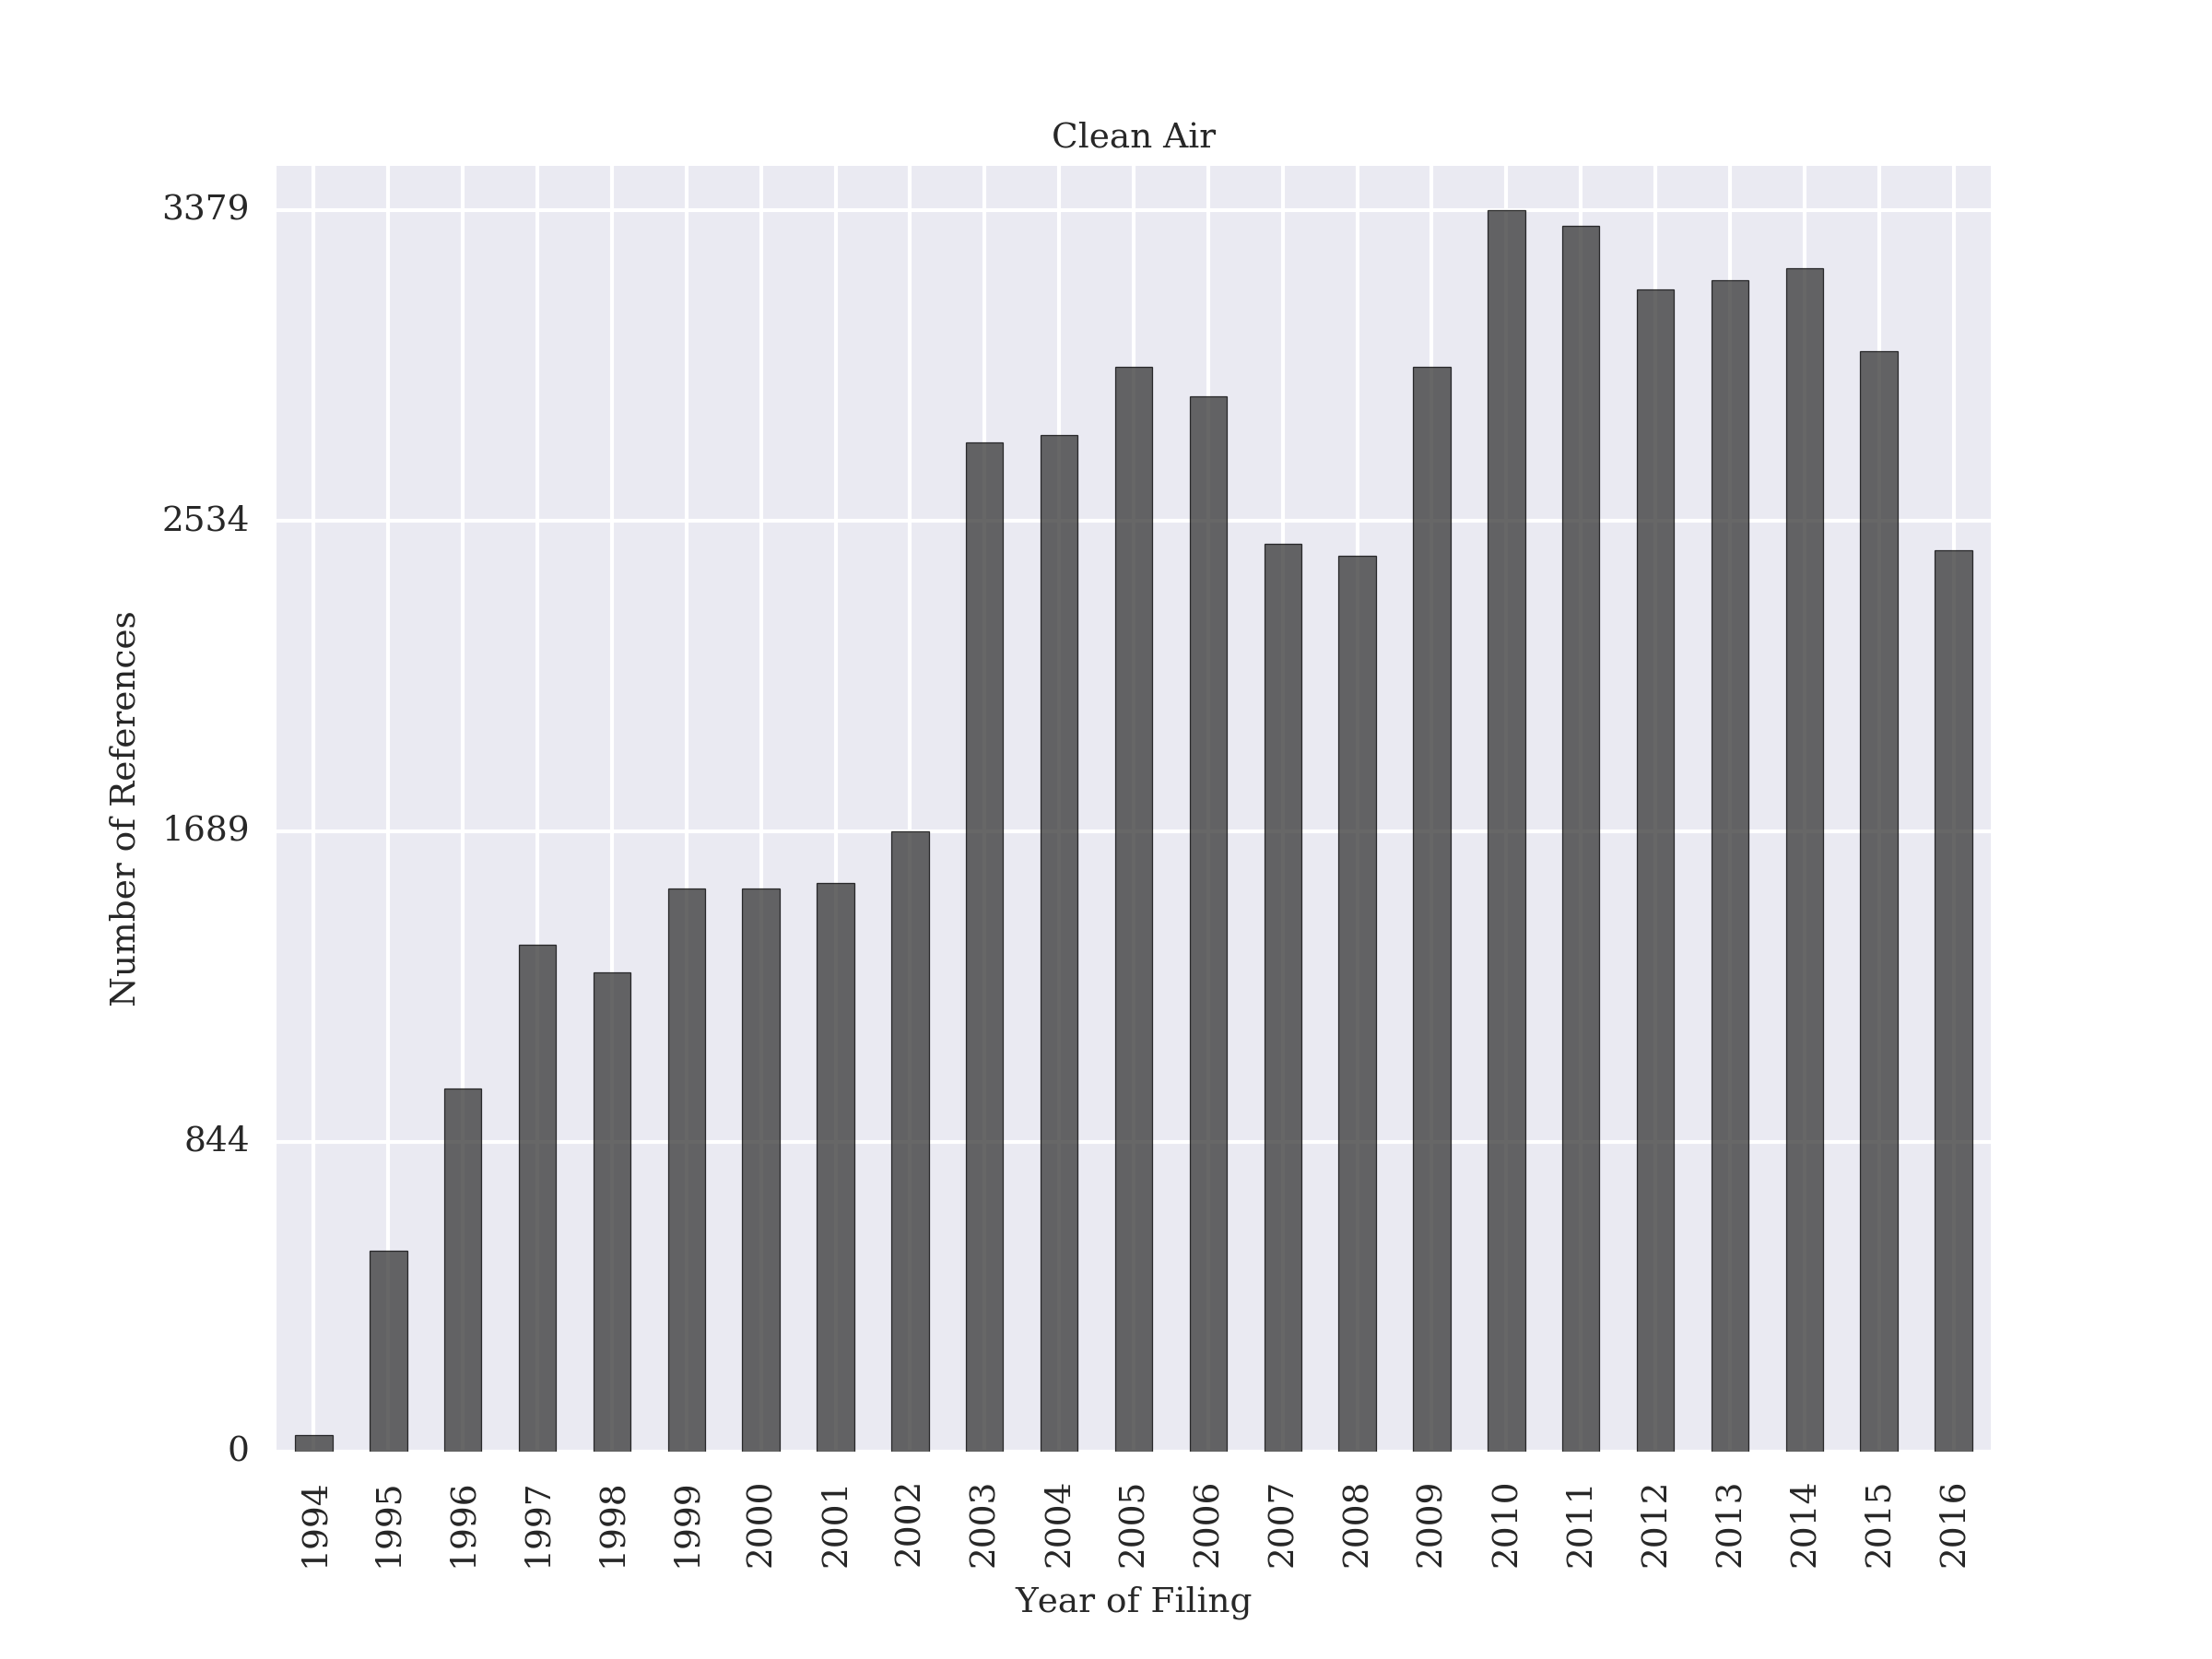 Clean Air
3379
2534
1689
844
0
Number of References
1994 1995 1996 1997 1998 1999 2000 2001 2002 2003 2004 2005 2006 2007 2008 2009 2010 2011 2012 2013 2014 2015 2016
Year of Filing